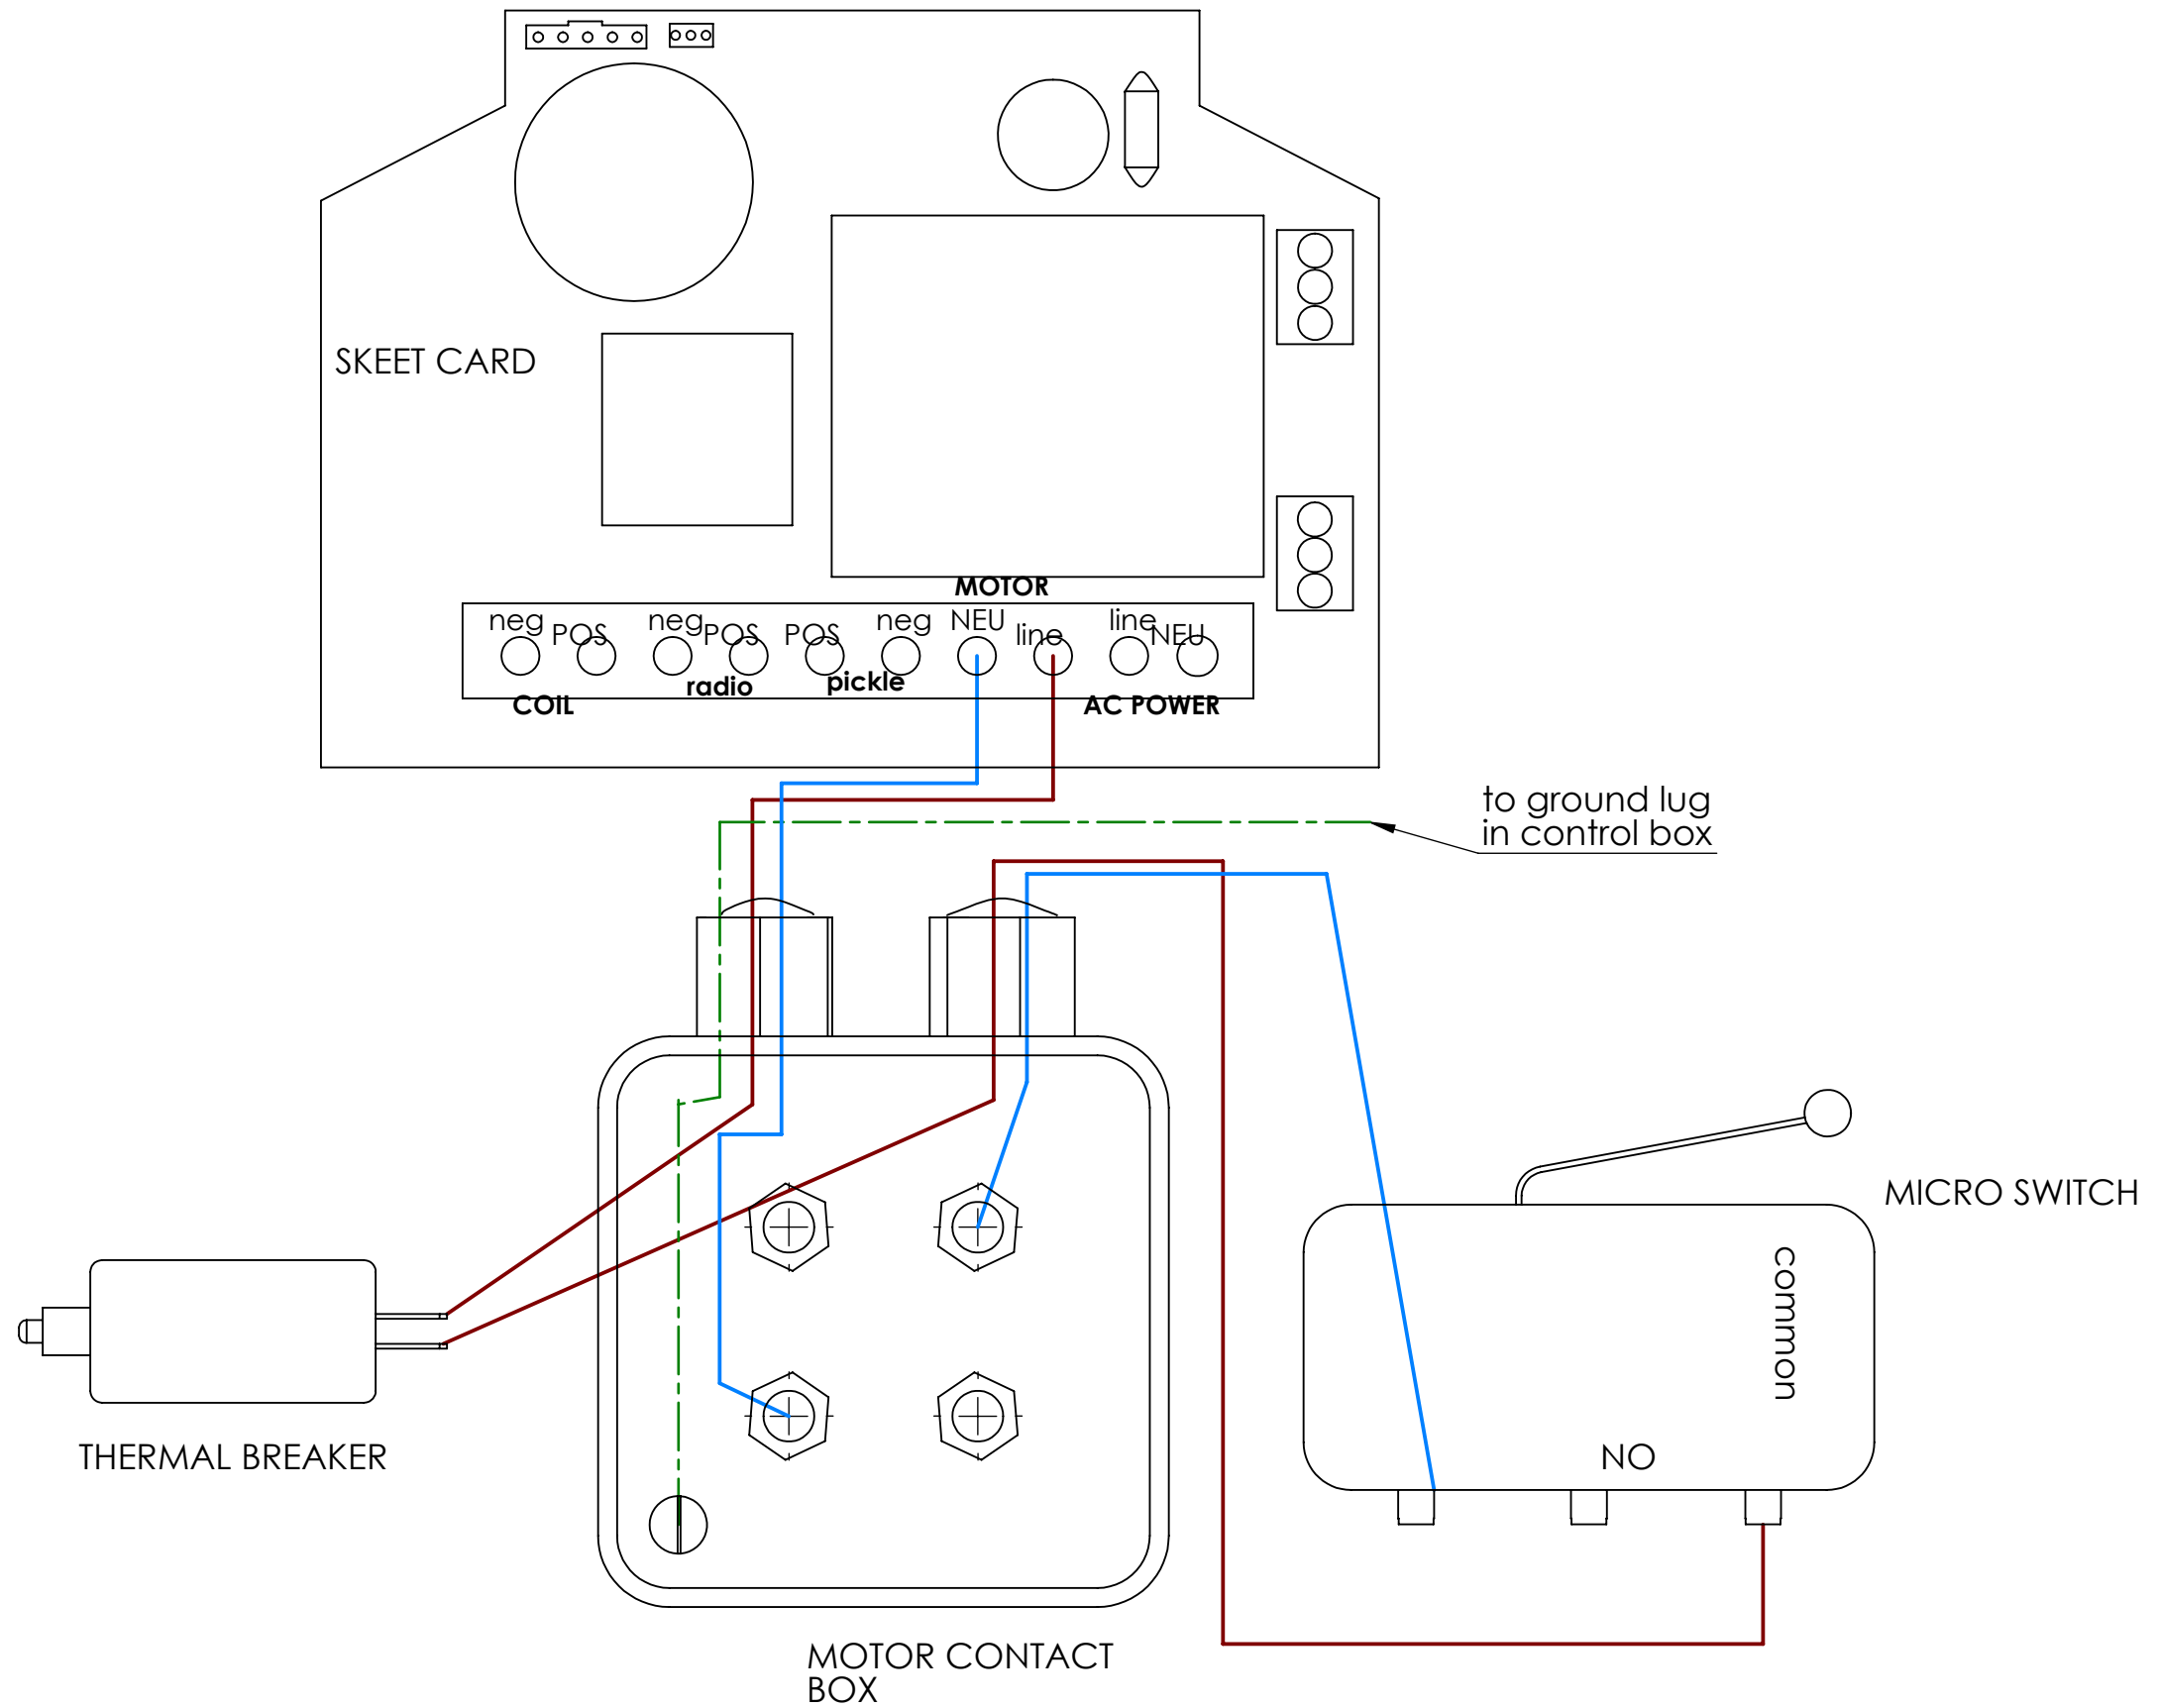 SKEET CARD
MOTOR
neg POS neg POS POS neg NEU line line NEU
COIL radio pickle AC POWER
to ground lug
in control box
MICRO SWITCH
common
NO
THERMAL BREAKER
MOTOR CONTACT
BOX